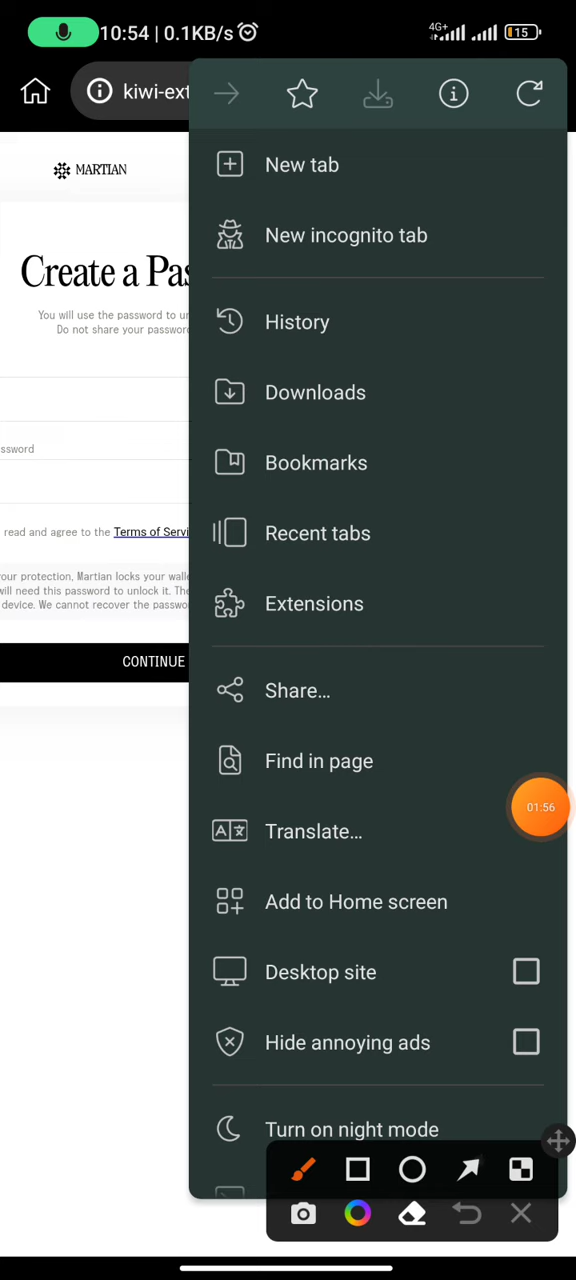 10:54 | 0.1KB/s
4G+
15
kiwi-ext
MARTIAN
Create a Pas
You will use the password to un
Do not share your password
ssword
read and agree to the Terms of Servi
our protection, Martian locks your walle
will need this password to unlock it. The
device. We cannot recover the passwo
CONTINUE
New tab
New incognito tab
History
Downloads
Bookmarks
Recent tabs
Extensions
Share...
Find in page
01:56
Translate...
Add to Home screen
Desktop site
Hide annoying ads
Turn on night mode